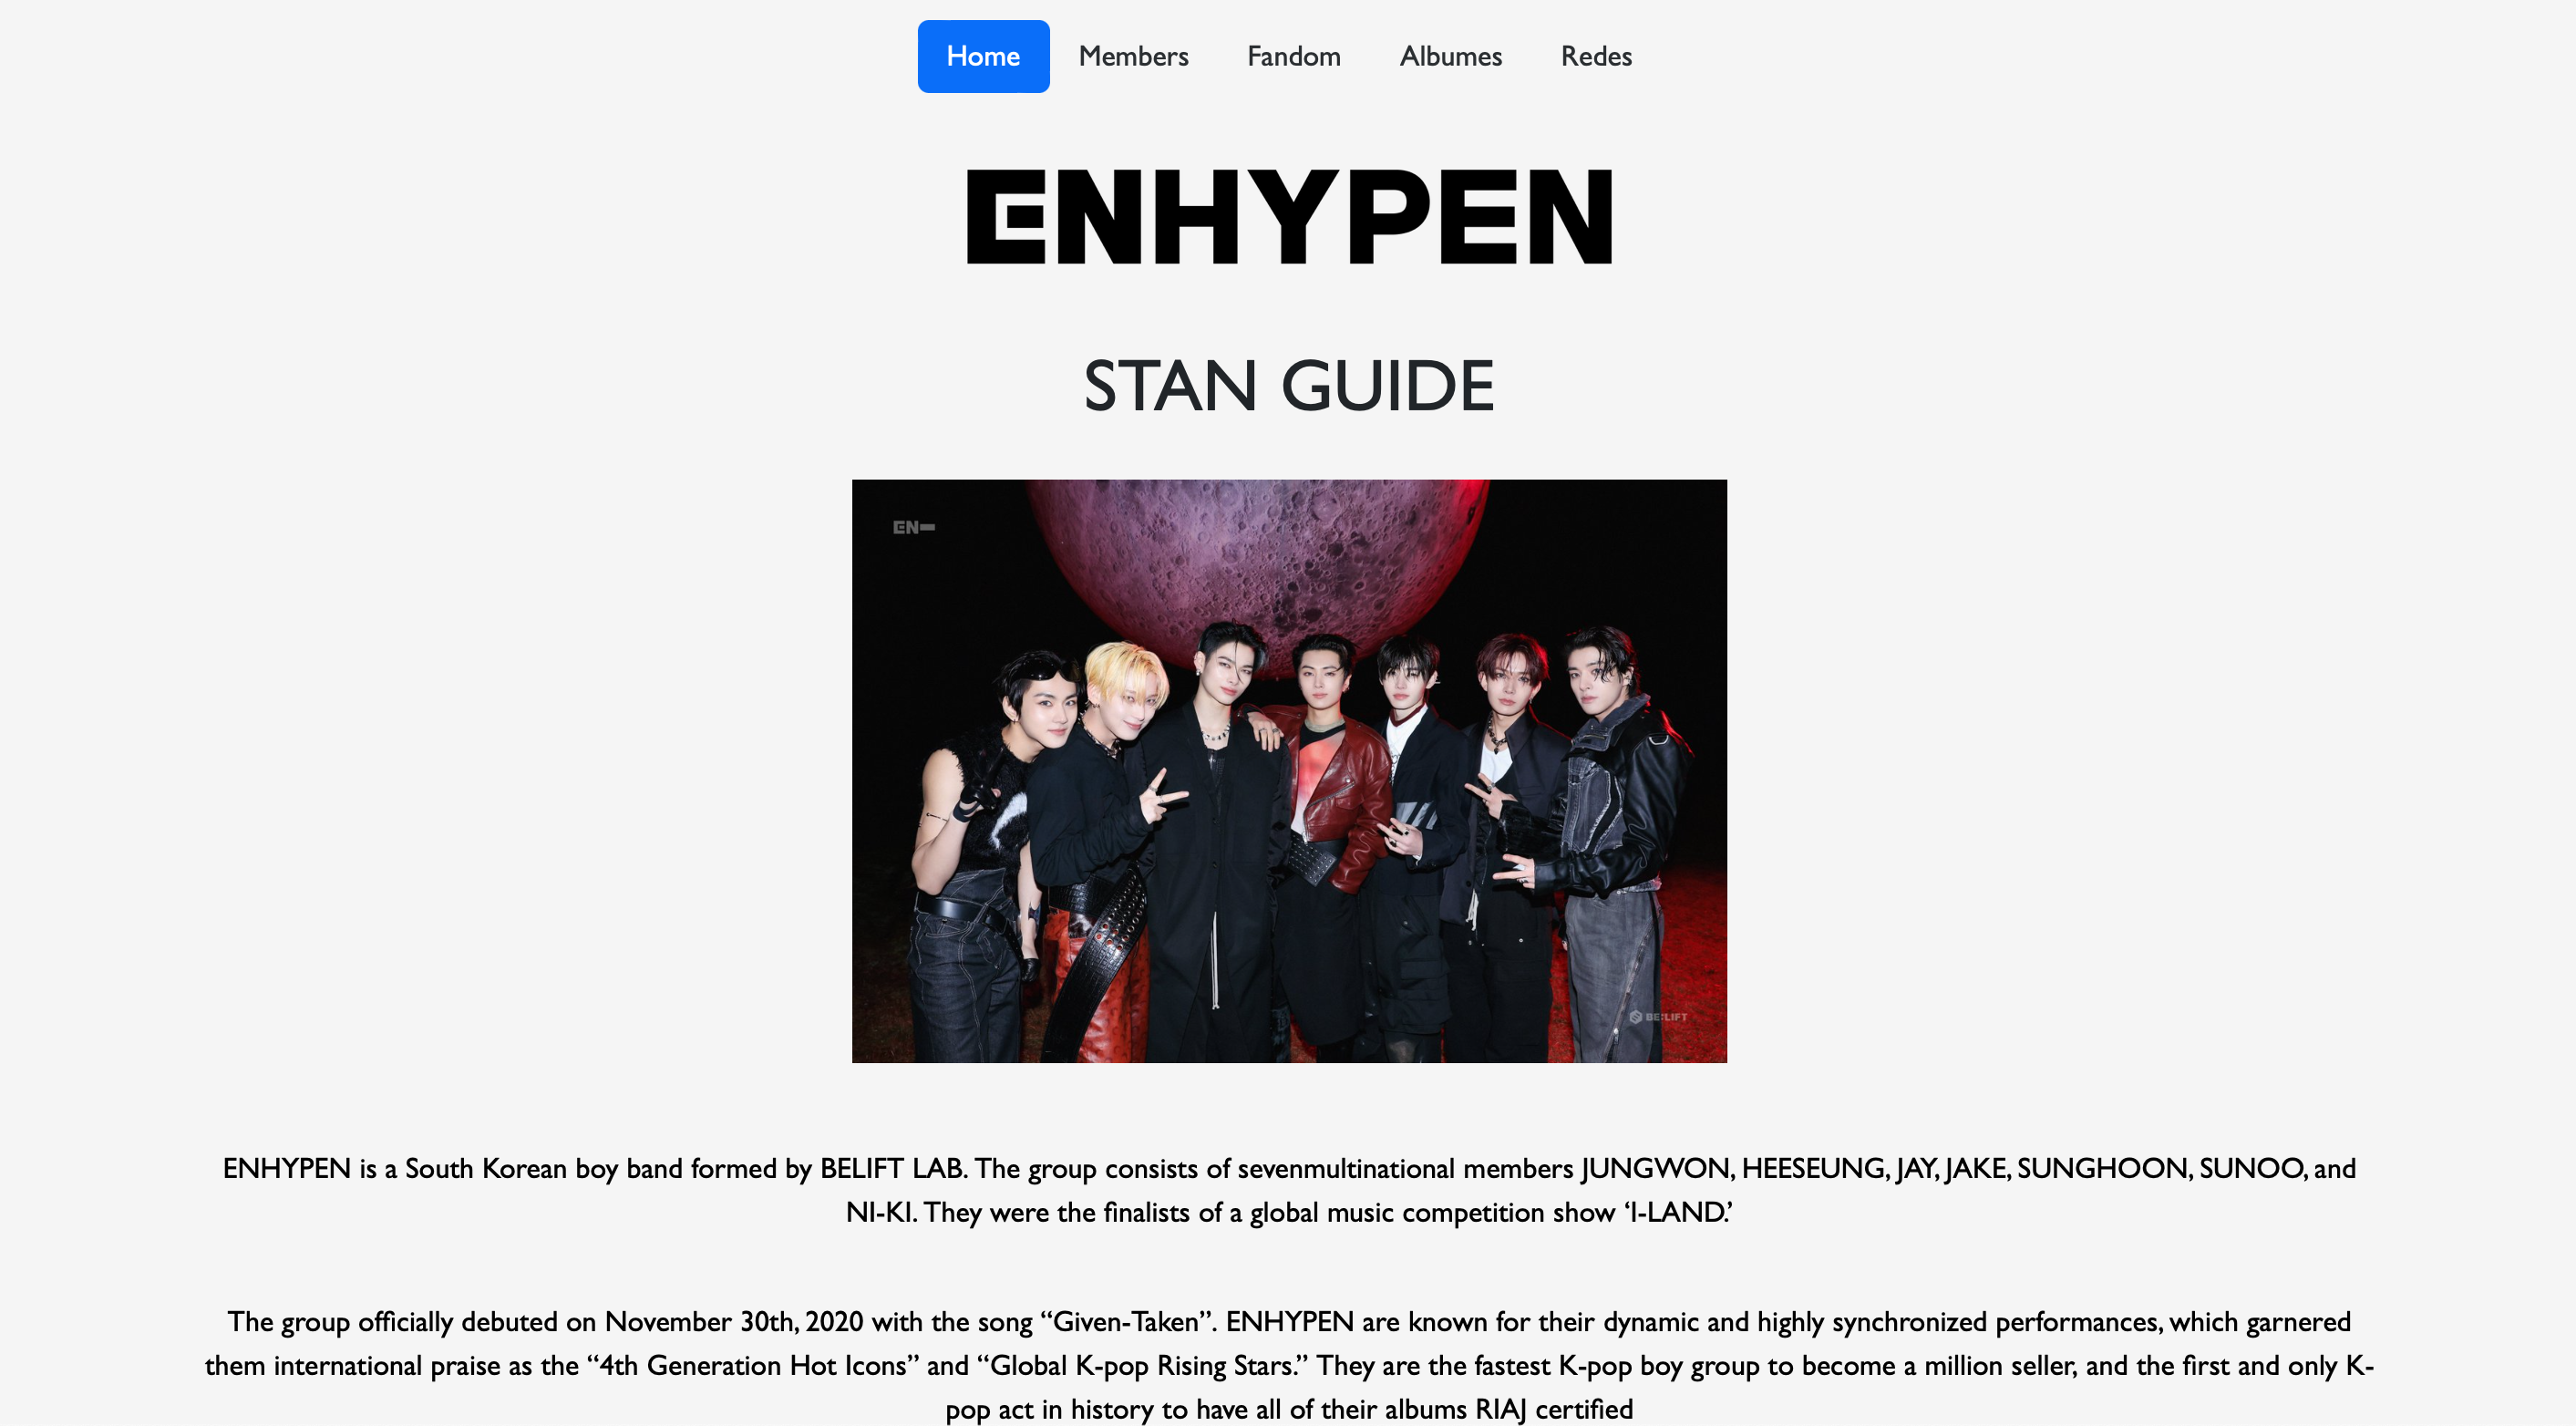 Home Members Fandom Albumes Redes
ENHYPEN
STAN GUIDE
EN-
BE:LIFT
ENHYPEN is a South Korean boy band formed by BELIFT LAB. The group consists of sevenmultinational members JUNGWON, HEESEUNG, JAY, JAKE, SUNGHOON, SUNOO, and
NI-KI. They were the finalists of a global music competition show ‘I-LAND.’
The group officially debuted on November 30th, 2020 with the song “Given-Taken”. ENHYPEN are known for their dynamic and highly synchronized performances, which garnered
them international praise as the “4th Generation Hot Icons” and “Global K-pop Rising Stars.” They are the fastest K-pop boy group to become a million seller, and the first and only K-
pop act in history to have all of their albums RIAJ certified